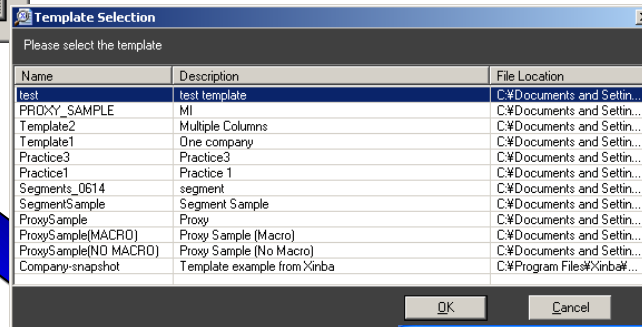 Template Selection
Please select the template
Name Description File Location
test test template C:¥Documents and Settin...
PROXY_SAMPLE MI C:¥Documents and Settin...
Template2 Multiple Columns C:¥Documents and Settin...
Template1 One company C:¥Documents and Settin...
Practice3 Practice3 C:¥Documents and Settin...
Practice1 Practice 1 C:¥Documents and Settin...
Segments_0614 segment C:¥Documents and Settin...
SegmentSample Segment Sample C:¥Documents and Settin...
ProxySample Proxy C:¥Documents and Settin...
ProxySample(MACRO) Proxy Sample (Macro) C:¥Documents and Settin...
ProxySample(NO MACRO) Proxy Sample (No Macro) C:¥Documents and Settin...
Company-snapshot Template example from Xinba C:¥Program Files¥Xinba¥...
OK Cancel